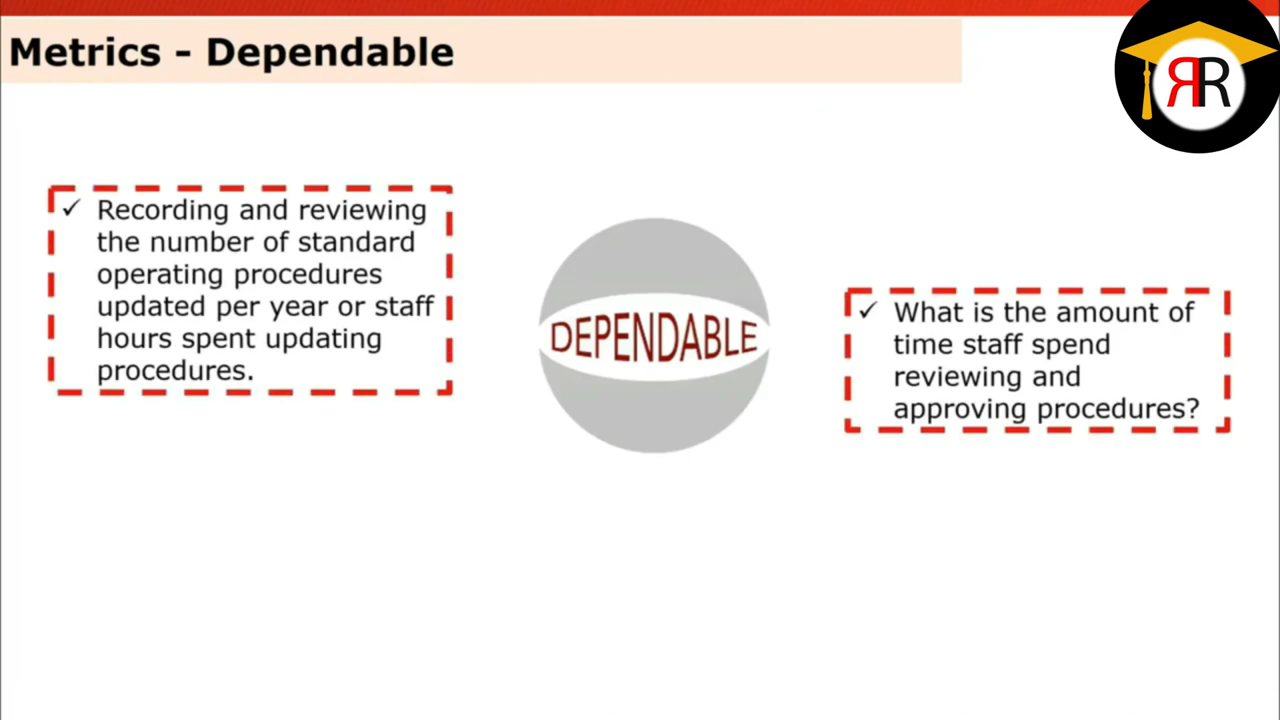 Metrics - Dependable
ЯR
✓ Recording and reviewing
the number of standard
operating procedures
updated per year or staff
hours spent updating
procedures.
DEPENDABLE
✓ What is the amount of
time staff spend
reviewing and
approving procedures?